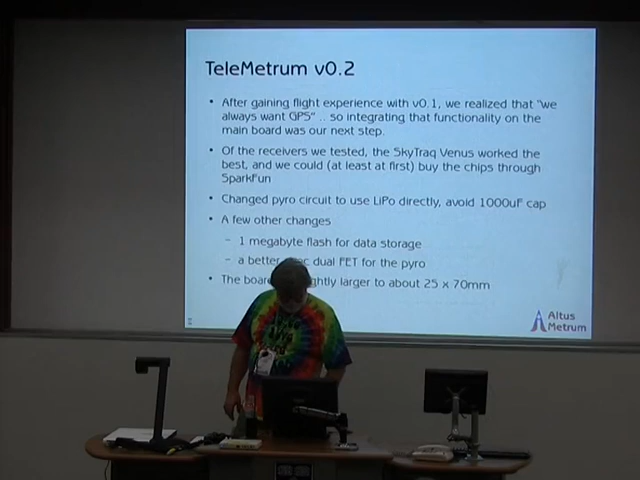 TeleMetrum v0.2
• After gaining flight experience with v0.1, we realized that "we
always want GPS" .. so integrating that functionality on the
main board was our next step.
• Of the receivers we tested, the SkyTraq Venus worked the
best, and we could (at least at first) buy the chips through
SparkFun
• Changed pyro circuit to use LiPo directly, avoid 1000uF cap
• A few other changes
– 1 megabyte flash for data storage
– a better dual FET for the pyro
• The larger to about 25 x 70mm
Altus
Metrum